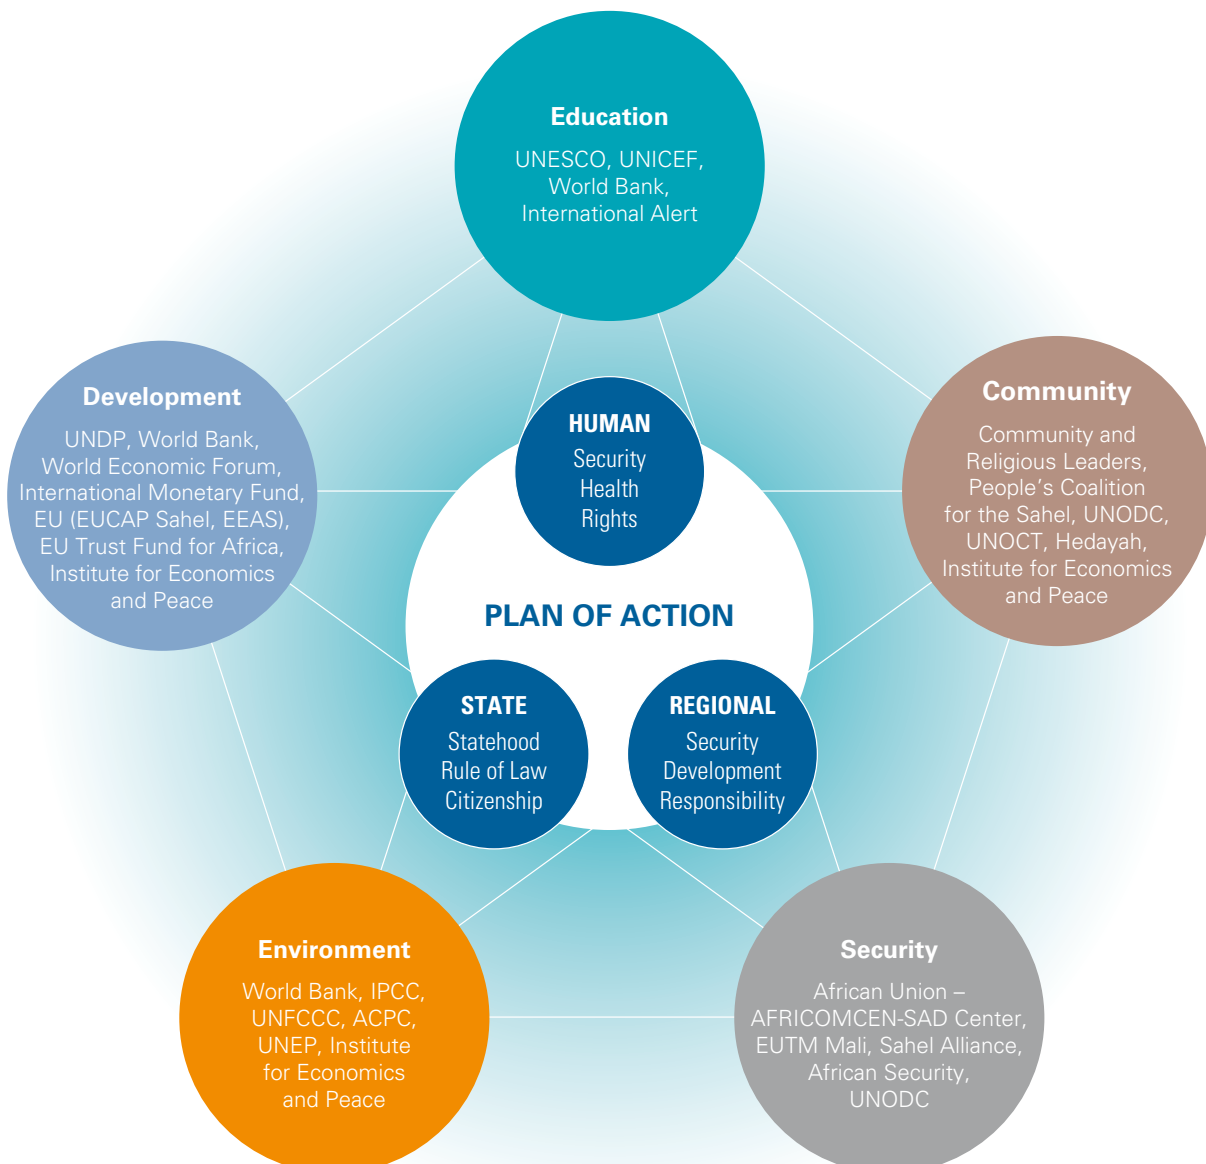 Education
UNESCO, UNICEF,
World Bank,
International Alert
Development
UNDP, World Bank,
World Economic Forum,
International Monetary Fund,
EU (EUCAP Sahel, EEAS),
EU Trust Fund for Africa,
Institute for Economics
and Peace
Community
Community and
Religious Leaders,
People’s Coalition
for the Sahel, UNODC,
UNOCT, Hedayah,
Institute for Economics
and Peace
HUMAN
Security
Health
Rights
PLAN OF ACTION
STATE
Statehood
Rule of Law
Citizenship
REGIONAL
Security
Development
Responsibility
Environment
World Bank, IPCC,
UNFCCC, ACPC,
UNEP, Institute
for Economics
and Peace
Security
African Union –
AFRICOMCEN-SAD Center,
EUTM Mali, Sahel Alliance,
African Security,
UNODC